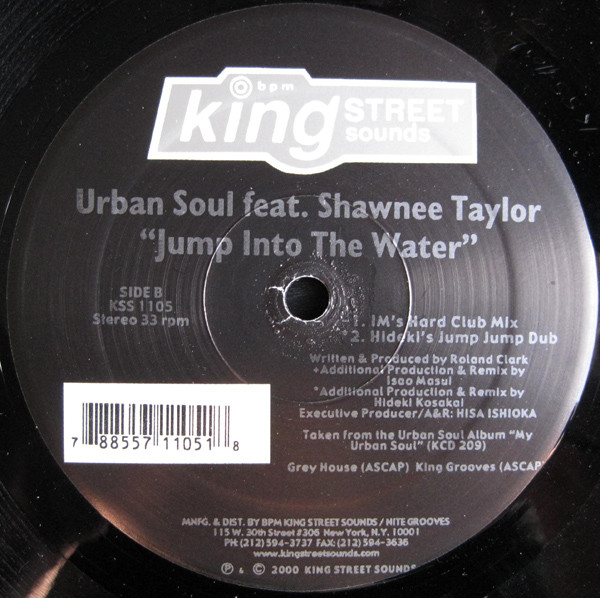 bpm
king STREET sounds
Urban Soul feat. Shawnee Taylor
"Jump Into The Water"
SIDE B
KSS 1105
Stereo 33 rpm
1. IM's Hard Club Mix
*2. Hideki's Jump Jump Dub
Written & Produced by Roland Clark
+Additional Production & Remix by
Isao Masui
*Additional Production & Remix by
Hideki Kosakai
Executive Producer/A&R: HISA ISHIOKA
Taken from the Urban Soul Album "My
Urban Soul" (KCD 209)
Grey House (ASCAP) King Grooves (ASCAP)
7 88557 11051 8
MNFG. & DIST. BY BPM KING STREET SOUNDS / NITE GROOVES
115 W. 30th Street #306 New York, N.Y. 10001
PH: (212) 594-3737 FAX: (212) 594-3636
www.kingstreetsounds.com
℗ & © 2000 KING STREET SOUNDS